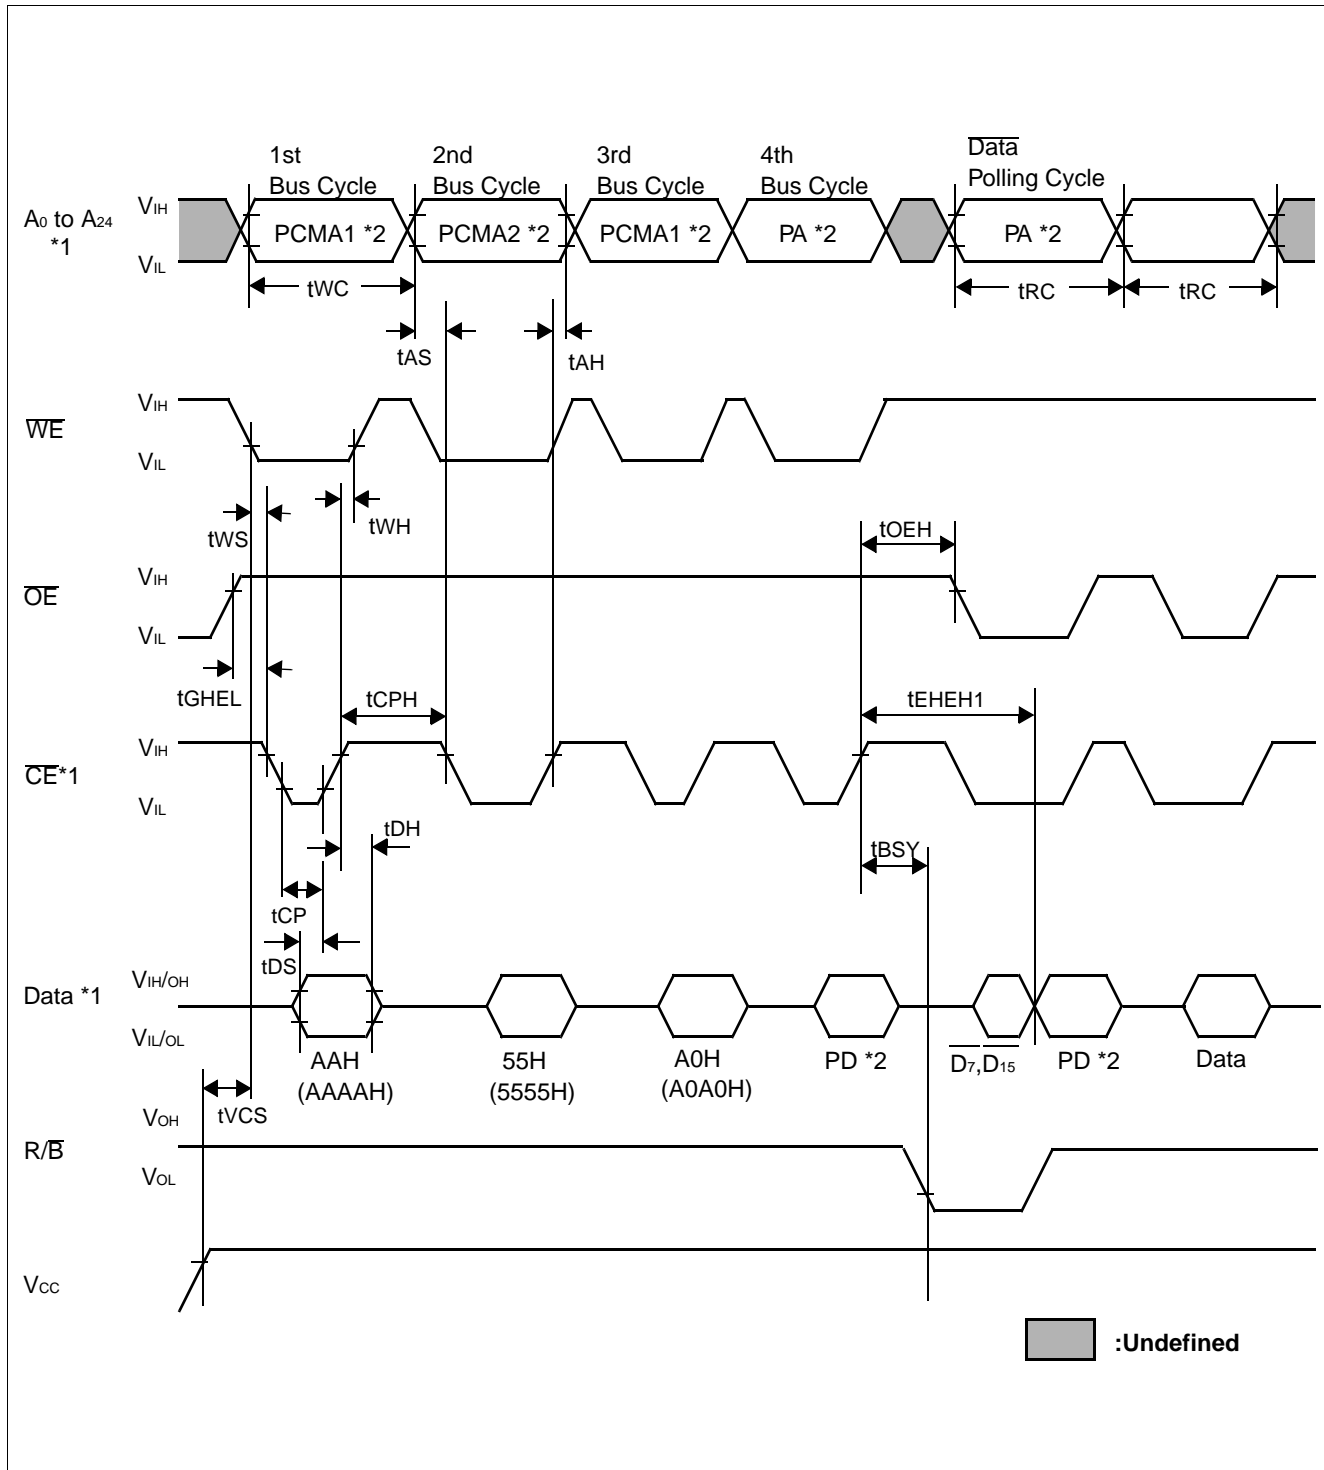 1st
Bus Cycle
2nd
Bus Cycle
3rd
Bus Cycle
4th
Bus Cycle
Data
Polling Cycle
A0 to A24
*1
VIH
VIL
PCMA1 *2
PCMA2 *2
PCMA1 *2
PA *2
PA *2
tWC
tRC
tRC
tAS
tAH
WE
VIH
VIL
tWS
tWH
tOEH
OE
VIH
VIL
tGHEL
tCPH
tEHEH1
CE*1
VIH
VIL
tDH
tBSY
tCP
tDS
Data *1
VIH/OH
VIL/OL
AAH
(AAAAH)
55H
(5555H)
A0H
(A0A0H)
PD *2
D7,D15
PD *2
Data
tVCS
R/B
VOH
VOL
VCC
:Undefined